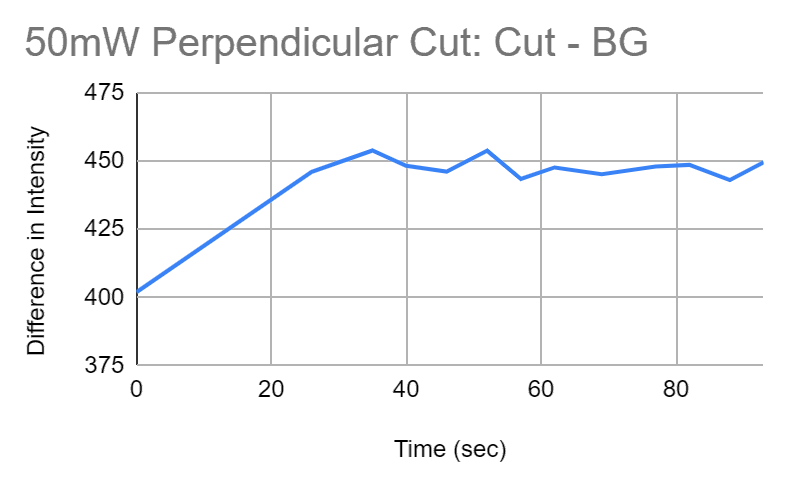 50mW Perpendicular Cut: Cut - BG
475
450
425
400
375
Difference in Intensity
0 20 40 60 80
Time (sec)